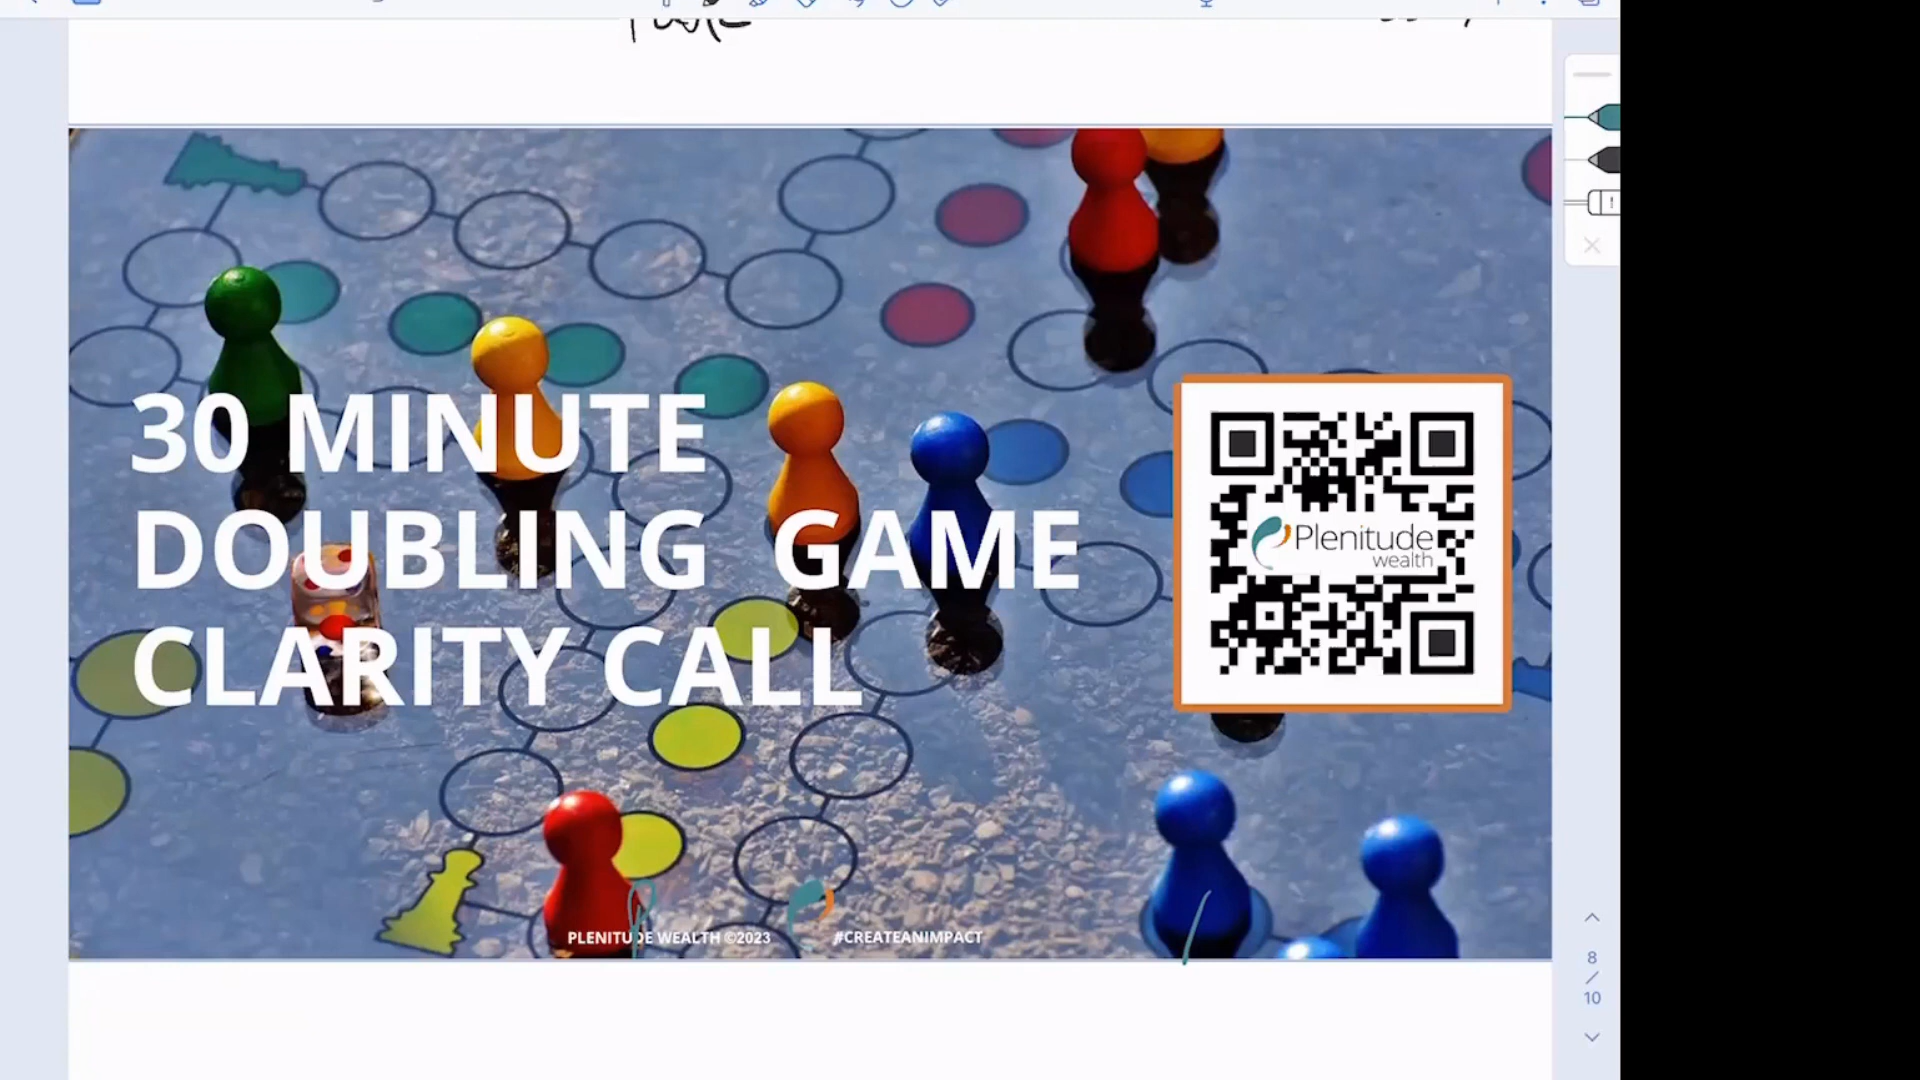 30 MINUTE
DOUBLING GAME
CLARITY CALL
Plenitude
wealth
PLENITUDE WEALTH ©2023
#CREATEANIMPACT
8
/
10